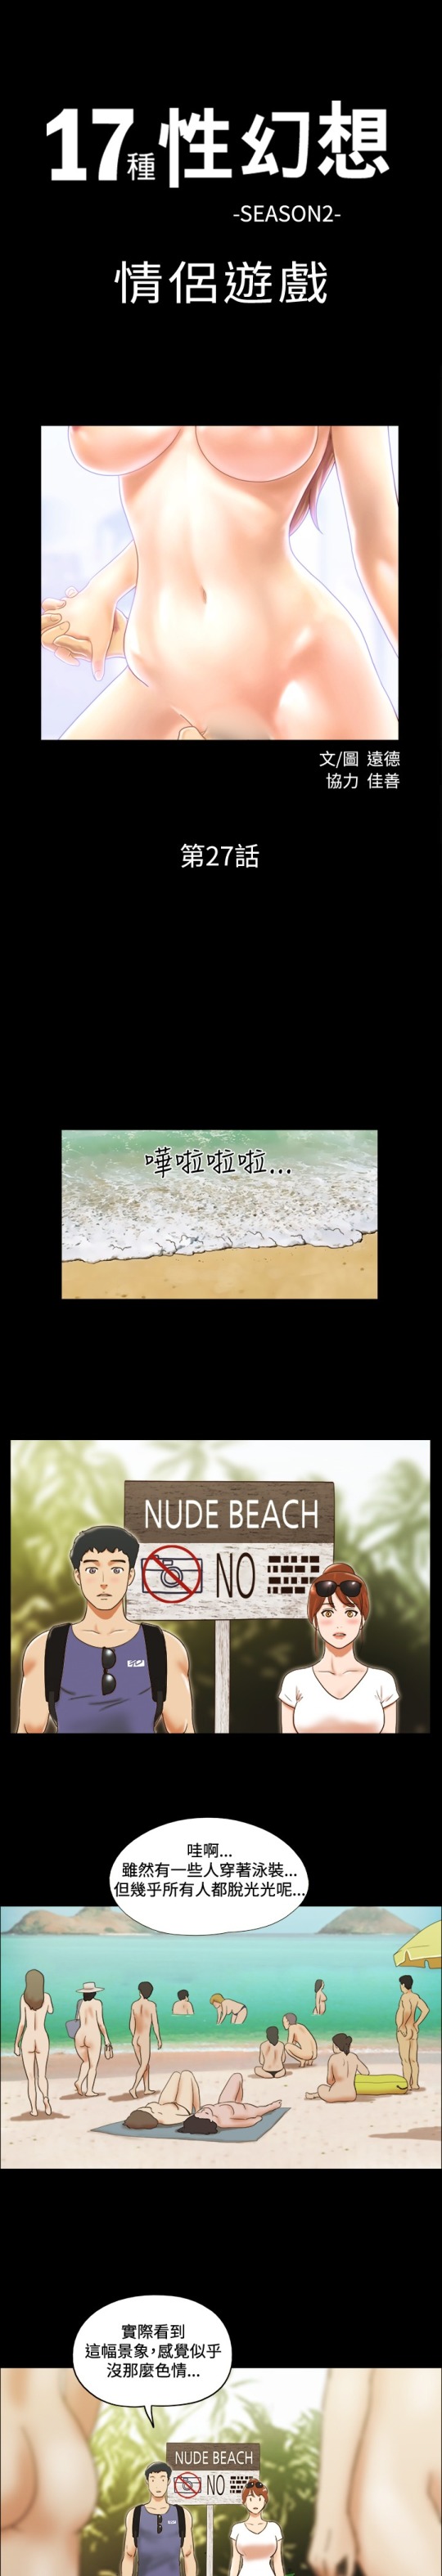 17種性幻想
-SEASON2-
情侶遊戲
文/圖 遠德
協力 佳善
第27話
嘩啦啦啦...
NUDE BEACH
NO
哇啊...
雖然有一些人穿著泳裝...
但幾乎所有人都脫光光呢...
實際看到
這幅景象,感覺似乎
沒那麼色情...
NUDE BEACH
NO